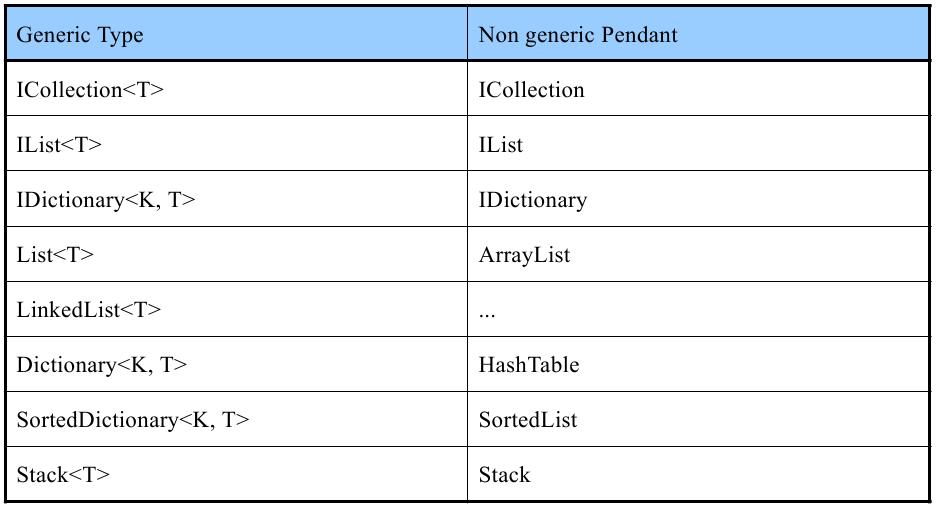 Generic Type Non generic Pendant
ICollection<T> ICollection
IList<T> IList
IDictionary<K, T> IDictionary
List<T> ArrayList
LinkedList<T> ...
Dictionary<K, T> HashTable
SortedDictionary<K, T> SortedList
Stack<T> Stack